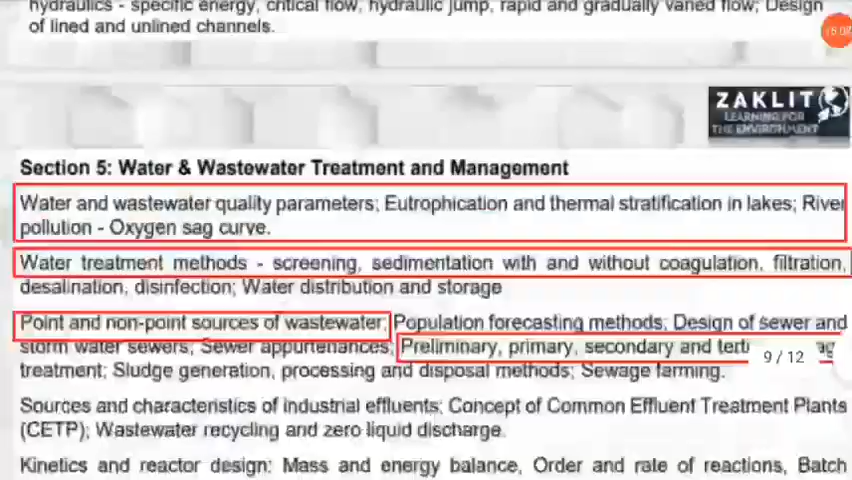 hydraulics - specific energy, critical flow, hydraulic jump, rapid and gradually varied flow; Design
of lined and unlined channels.
16:08
ZAKLIT
LEARNING FOR
THE ENVIRONMENT
Section 5: Water & Wastewater Treatment and Management
Water and wastewater quality parameters; Eutrophication and thermal stratification in lakes; River
pollution - Oxygen sag curve.
Water treatment methods - screening, sedimentation with and without coagulation, filtration,
desalination, disinfection; Water distribution and storage
Point and non-point sources of wastewater; Population forecasting methods; Design of sewer and
storm water sewers; Sewer appurtenances; Preliminary, primary, secondary and
9 / 12
treatment; Sludge generation, processing and disposal methods; Sewage farming.
Sources and characteristics of industrial effluents; Concept of Common Effluent Treatment Plants
(CETP); Wastewater recycling and zero liquid discharge.
Kinetics and reactor design: Mass and energy balance, Order and rate of reactions, Batch